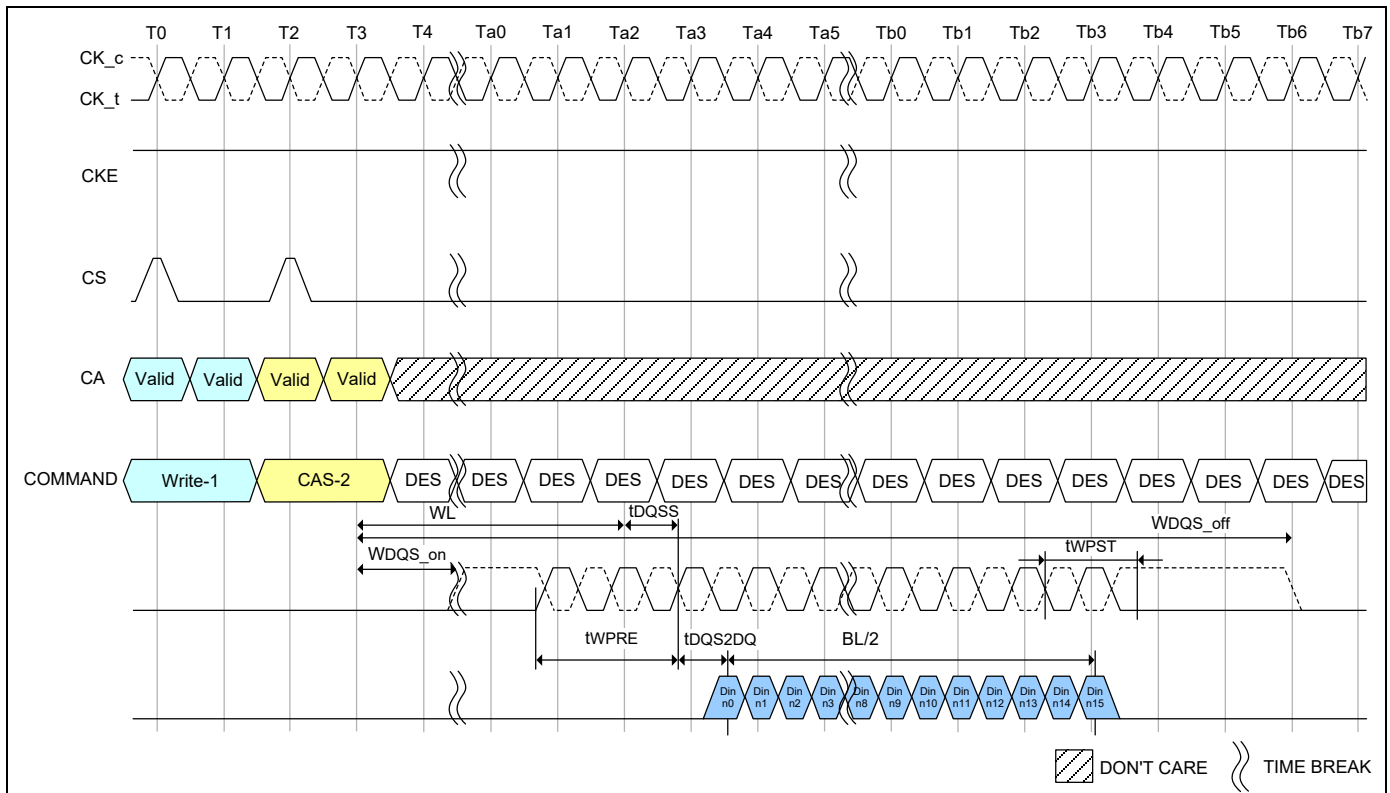 T0 T1 T2 T3 T4 Ta0 Ta1 Ta2 Ta3 Ta4 Ta5 Tb0 Tb1 Tb2 Tb3 Tb4 Tb5 Tb6 Tb7
CK_c
CK_t
CKE
CS
CA Valid Valid Valid Valid
COMMAND Write-1 CAS-2 DES DES DES DES DES DES DES DES DES DES DES DES DES DES DES
WL tDQSS WDQS_off
WDQS_on tWPST
tWPRE tDQS2DQ BL/2
Din Din Din Din Din Din Din Din Din Din Din Din
n0 n1 n2 n3 n8 n9 n10 n11 n12 n13 n14 n15
DON'T CARE TIME BREAK